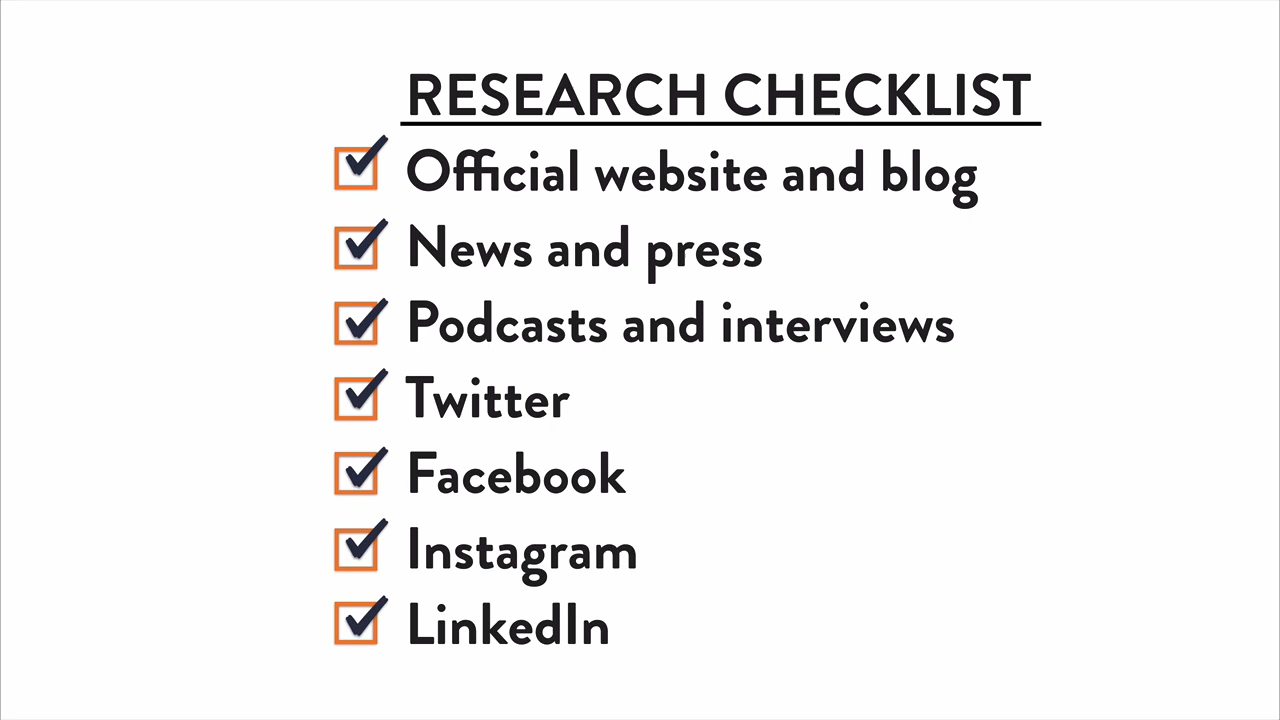 RESEARCH CHECKLIST
Official website and blog
News and press
Podcasts and interviews
Twitter
Facebook
Instagram
LinkedIn